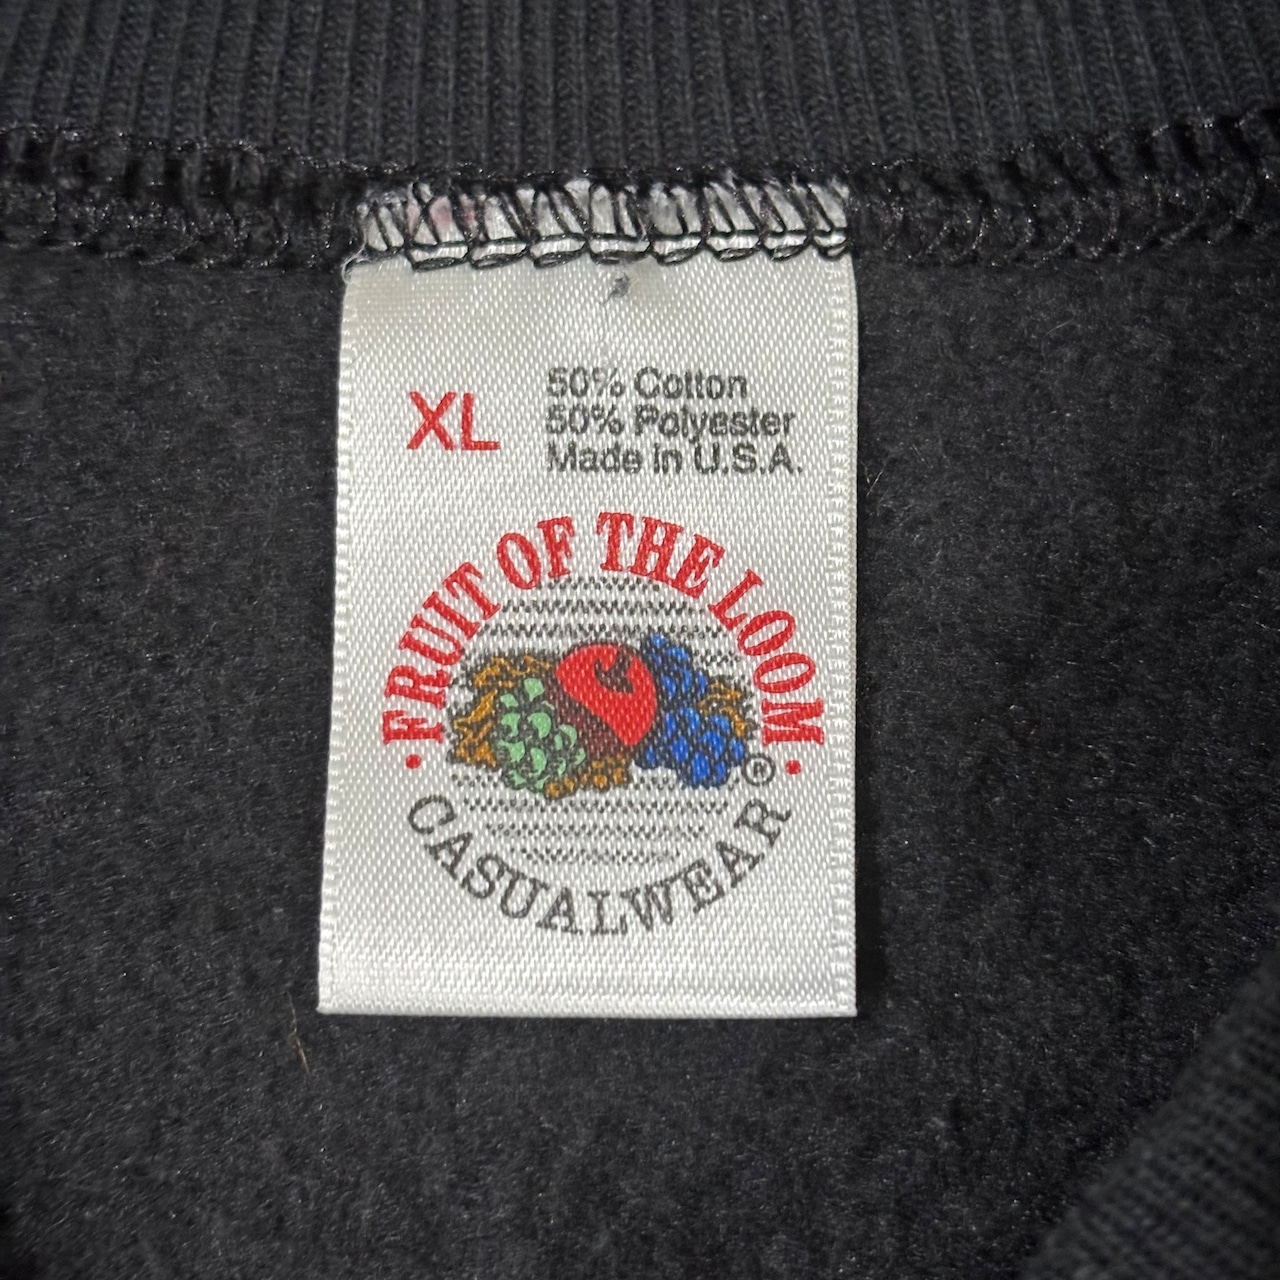 XL
50% Cotton
50% Polyester
Made in U.S.A.
·FRUIT OF THE LOOM·
®
CASUALWEAR